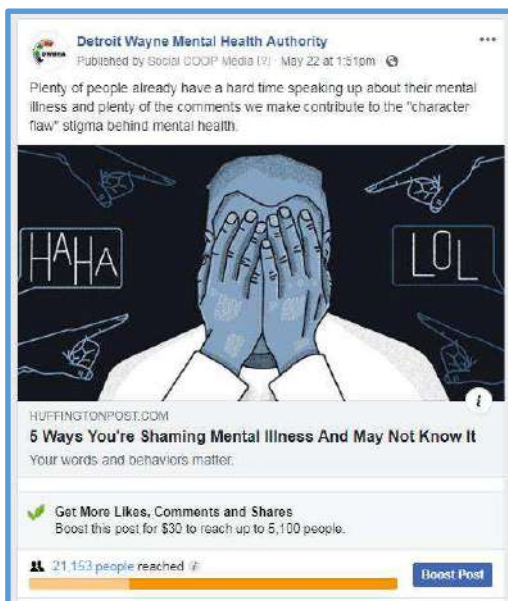 Detroit Wayne Mental Health Authority
Published by Social COOP Media [?] · May 22 at 1:51pm ·
Plenty of people already have a hard time speaking up about their mental
illness and plenty of the comments we make contribute to the "character
flaw" stigma behind mental health.
HAHA
LOL
HUFFINGTONPOST.COM
5 Ways You're Shaming Mental Illness And May Not Know It
Your words and behaviors matter.
Get More Likes, Comments and Shares
Boost this post for $30 to reach up to 5,100 people.
21,153 people reached
Boost Post